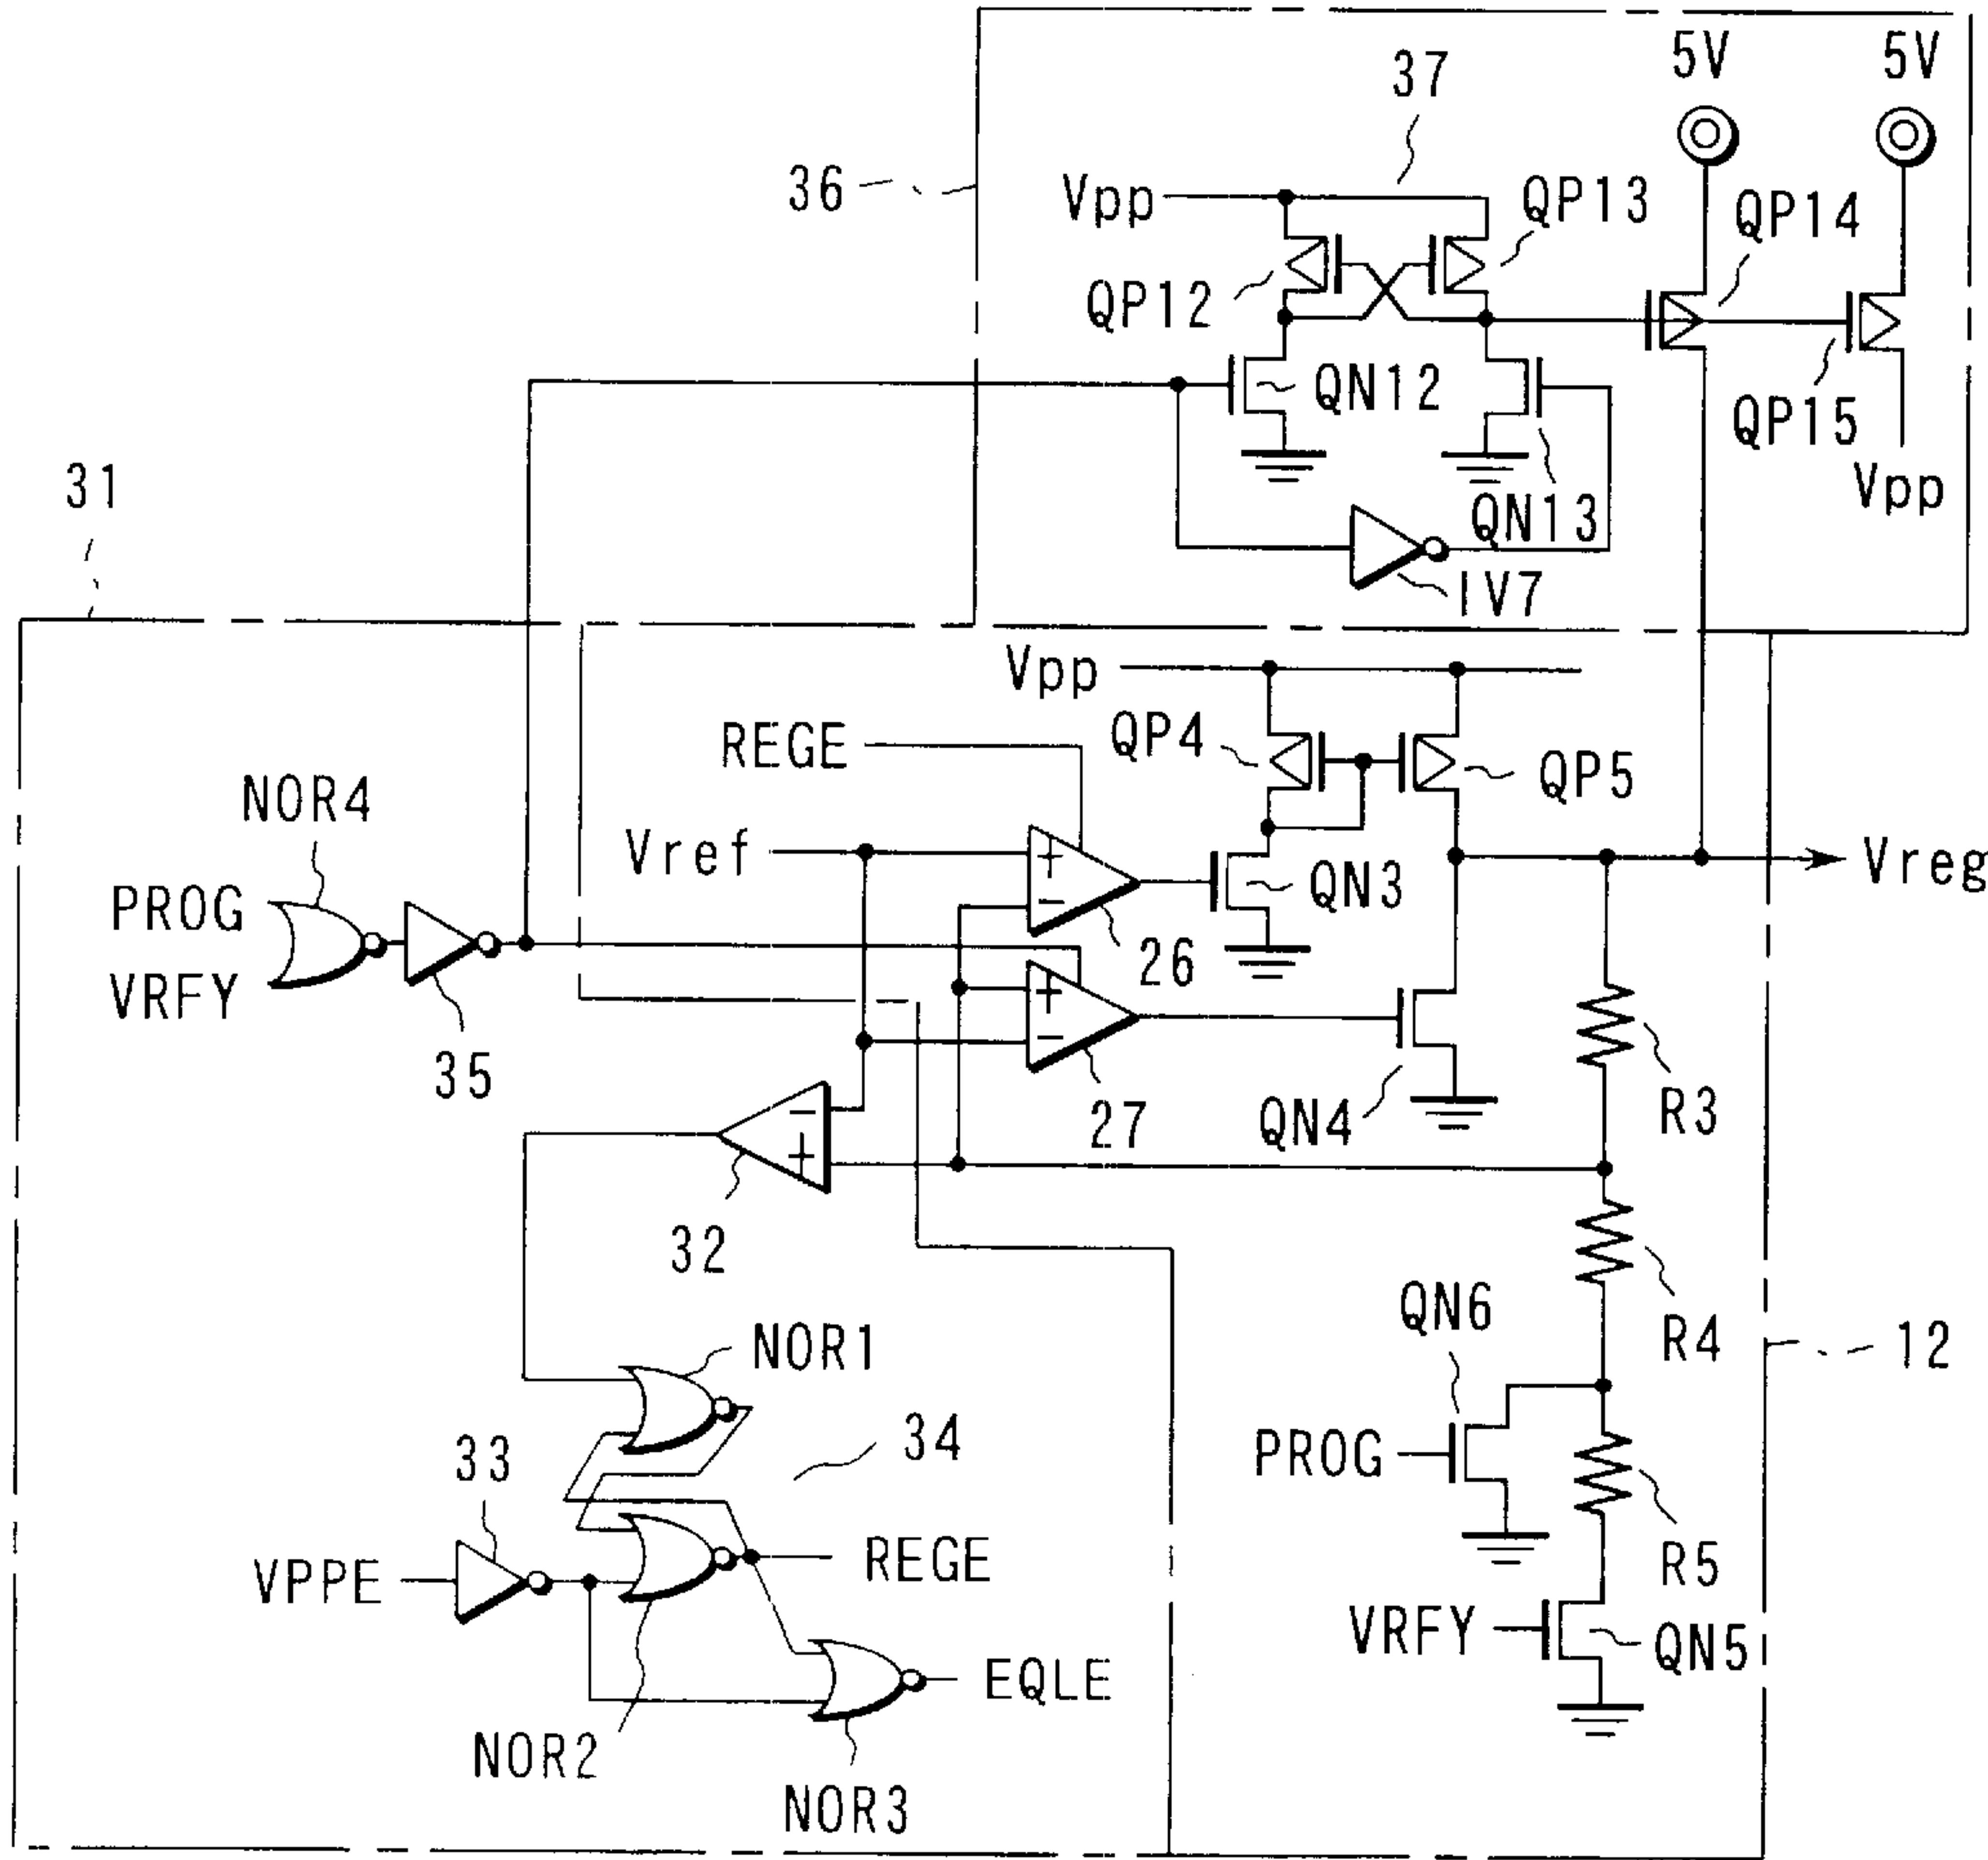 5V
5V
37
36
Vpp
QP13
QP14
QP12
QN12
QP15
Vpp
31
QN13
IV7
Vpp
REGE
QP4
QP5
NOR4
Vref
+
−
QN3
Vreg
PROG
26
VRFY
+
−
35
27
QN4
R3
−
+
32
QN6
R4
12
NOR1
34
PROG
33
R5
VPPE
REGE
VRFY
QN5
EQLE
NOR2
NOR3